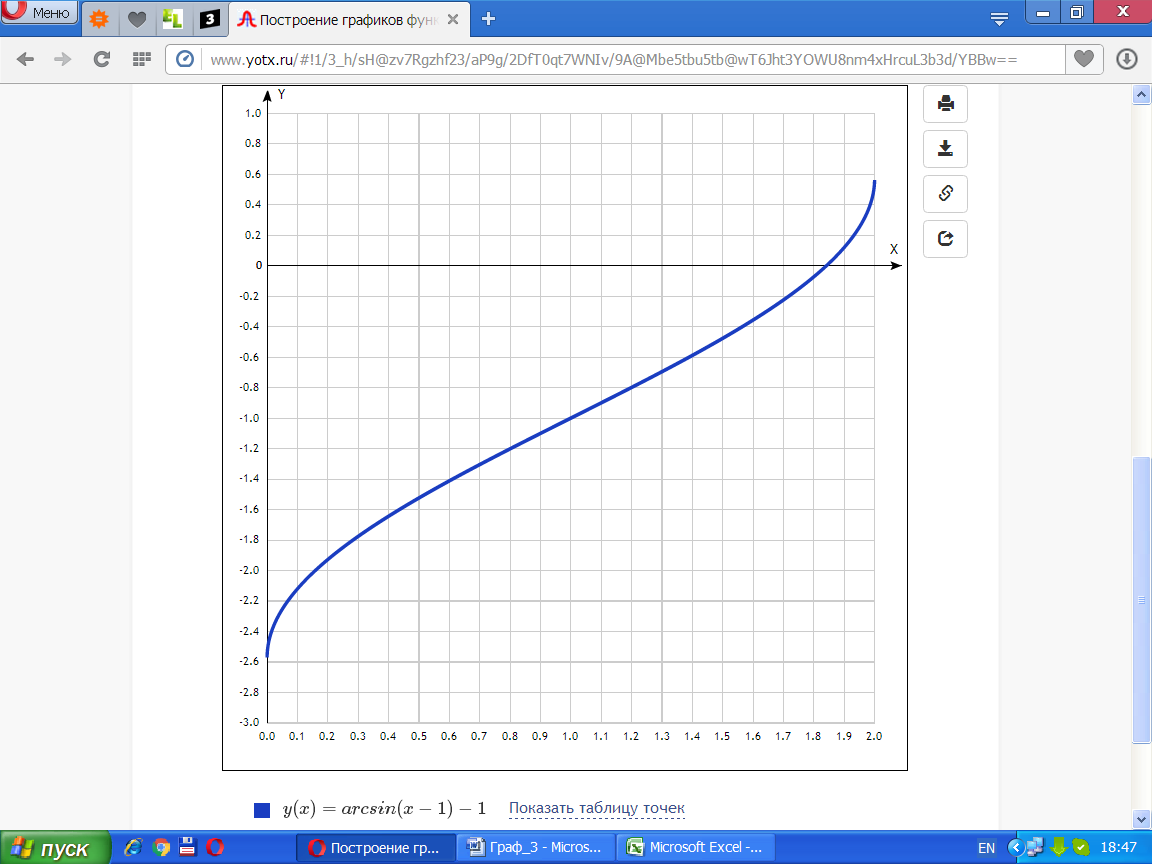 Меню
3
Построение графиков функ
www.yotx.ru/#!1/3_h/sH@zv7Rgzhf23/aP9g/2DfT0qt7WNIv/9A@Mbe5tbu5tb@wT6Jht3YOWU8nm4xHrcuL3b3d/YBBw==
Y
1.0
0.8
0.6
0.4
0.2
X
0
-0.2
-0.4
-0.6
-0.8
-1.0
-1.2
-1.4
-1.6
-1.8
-2.0
-2.2
-2.4
-2.6
-2.8
-3.0
0.0 0.1 0.2 0.3 0.4 0.5 0.6 0.7 0.8 0.9 1.0 1.1 1.2 1.3 1.4 1.5 1.6 1.7 1.8 1.9 2.0
y(x) = arcsin(x − 1) − 1 Показать таблицу точек
пуск Построение гр... Граф_3 - Micros... Microsoft Excel -... EN 18:47